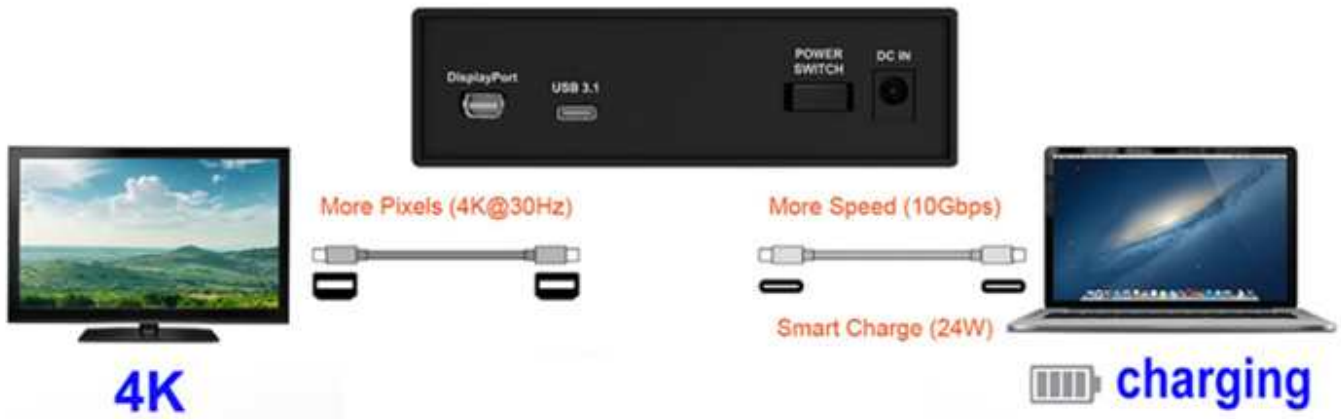 DisplayPort
USB 3.1
POWER
SWITCH
DC IN
More Pixels (4K@30Hz)
More Speed (10Gbps)
Smart Charge (24W)
4K
charging